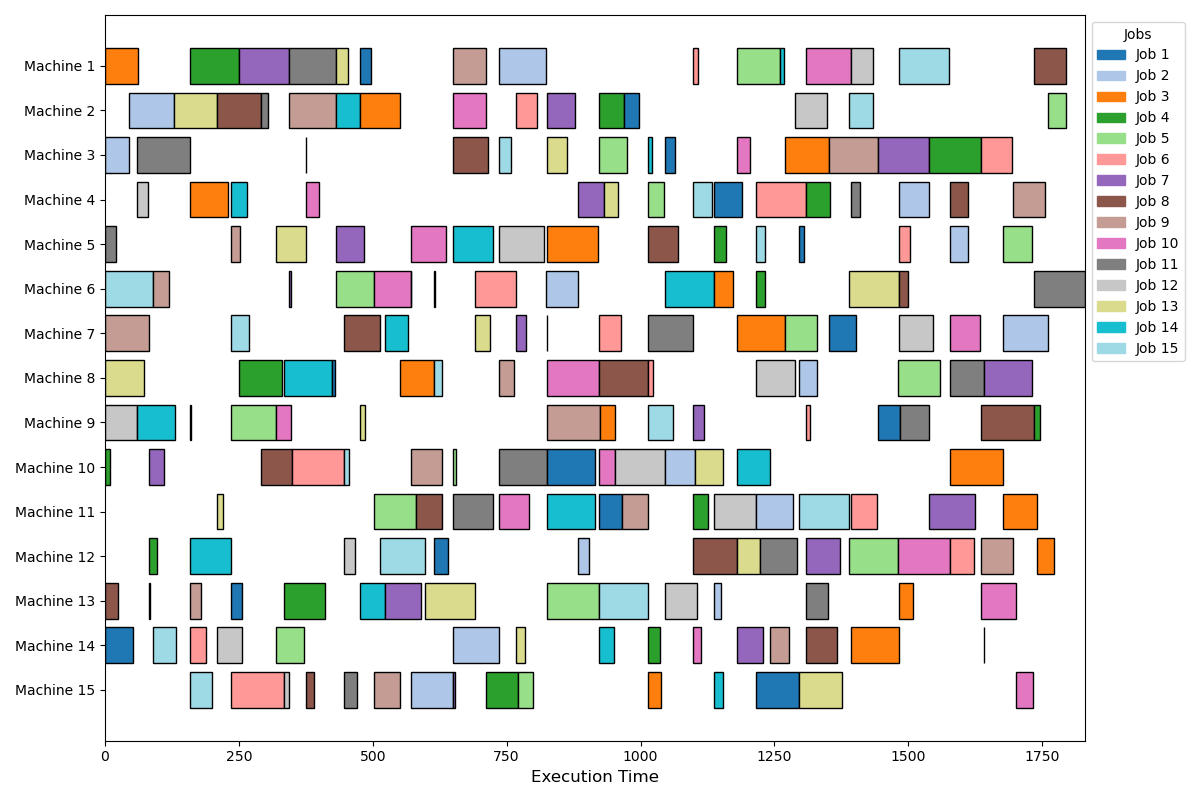 Machine 1
Machine 2
Machine 3
Machine 4
Machine 5
Machine 6
Machine 7
Machine 8
Machine 9
Machine 10
Machine 11
Machine 12
Machine 13
Machine 14
Machine 15
0 250 500 750 1000 1250 1500 1750
Execution Time
Jobs
Job 1
Job 2
Job 3
Job 4
Job 5
Job 6
Job 7
Job 8
Job 9
Job 10
Job 11
Job 12
Job 13
Job 14
Job 15